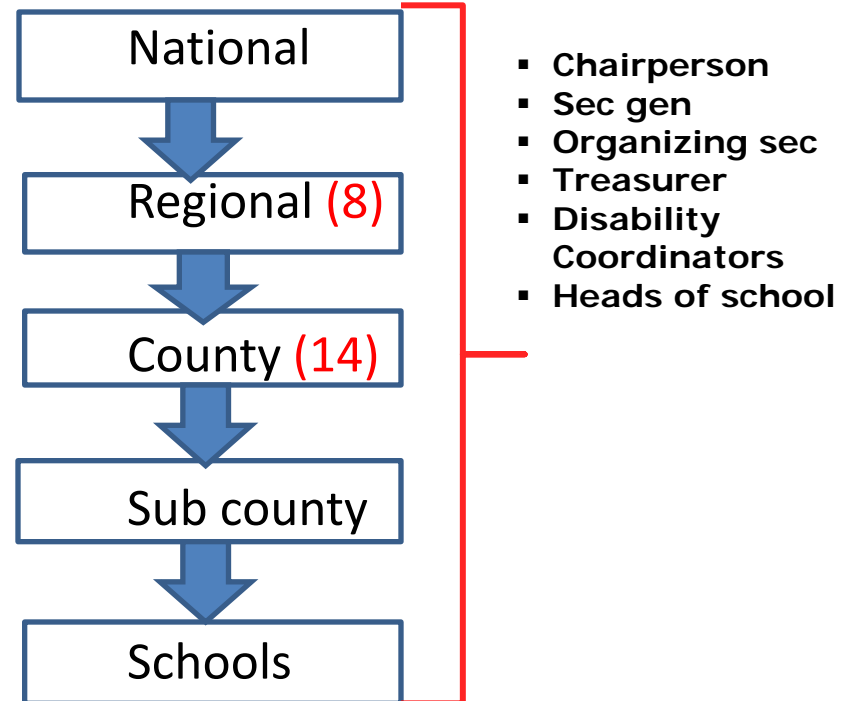 National
Regional (8)
County (14)
Sub county
Schools
▪ Chairperson
▪ Sec gen
▪ Organizing sec
▪ Treasurer
▪ Disability
Coordinators
▪ Heads of school